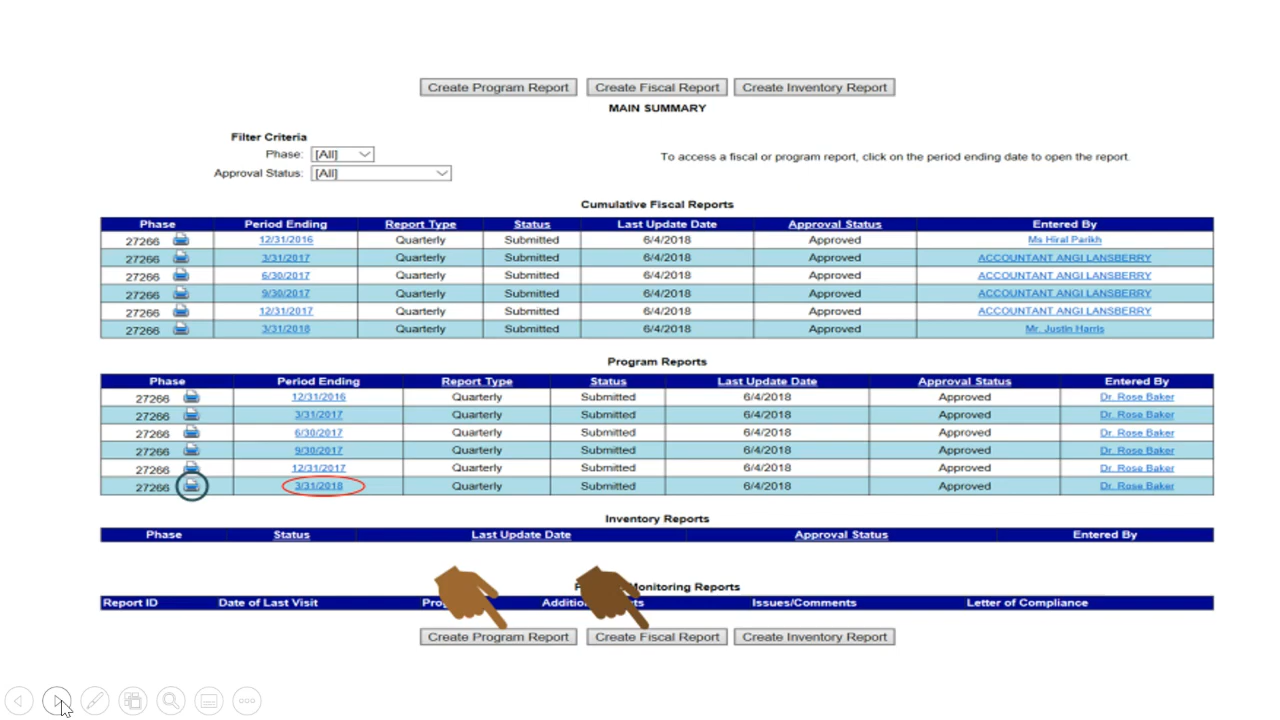 Create Program Report Create Fiscal Report Create Inventory Report
MAIN SUMMARY
Filter Criteria
Phase: [All]
Approval Status: [All]
To access a fiscal or program report, click on the period ending date to open the report.
Cumulative Fiscal Reports
Phase Period Ending Report Type Status Last Update Date Approval Status Entered By
27266 12/31/2016 Quarterly Submitted 6/4/2018 Approved Ms Hiral Parikh
27266 3/31/2017 Quarterly Submitted 6/4/2018 Approved ACCOUNTANT ANGI LANSBERRY
27266 6/30/2017 Quarterly Submitted 6/4/2018 Approved ACCOUNTANT ANGI LANSBERRY
27266 9/30/2017 Quarterly Submitted 6/4/2018 Approved ACCOUNTANT ANGI LANSBERRY
27266 12/31/2017 Quarterly Submitted 6/4/2018 Approved ACCOUNTANT ANGI LANSBERRY
27266 3/31/2018 Quarterly Submitted 6/4/2018 Approved Mr. Justin Harris
Program Reports
Phase Period Ending Report Type Status Last Update Date Approval Status Entered By
27266 12/31/2016 Quarterly Submitted 6/4/2018 Approved Dr. Rose Baker
27266 3/31/2017 Quarterly Submitted 6/4/2018 Approved Dr. Rose Baker
27266 6/30/2017 Quarterly Submitted 6/4/2018 Approved Dr. Rose Baker
27266 9/30/2017 Quarterly Submitted 6/4/2018 Approved Dr. Rose Baker
27266 12/31/2017 Quarterly Submitted 6/4/2018 Approved Dr. Rose Baker
27266 3/31/2018 Quarterly Submitted 6/4/2018 Approved Dr. Rose Baker
Inventory Reports
Phase Status Last Update Date Approval Status Entered By
Monitoring Reports
Report ID Date of Last Visit Issues/Comments Letter of Compliance
Create Program Report Create Fiscal Report Create Inventory Report